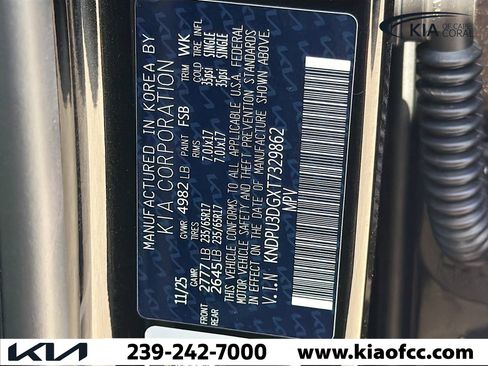 MANUFACTURED IN KOREA BY
KIA CORPORATION
11/25 GVWR 4982 LB PAINT FSB TRIM WK
GAWR RIMS COLD TIRE INFL
FRONT 2777 LB 235/65R17 7.0JX17 35psi SINGLE
REAR 2645 LB 235/65R17 7.0JX17 35psi SINGLE
THIS VEHICLE CONFORMS TO ALL APPLICABLE U.S.A. FEDERAL
MOTOR VEHICLE SAFETY AND THEFT PREVENTION STANDARDS
IN EFFECT ON THE DATE OF MANUFACTURE SHOWN ABOVE.
V.I.N KNDPU3DGXT7329862
MPV
KIA OF CAPE CORAL
KIA
239-242-7000
www.kiaofcc.com